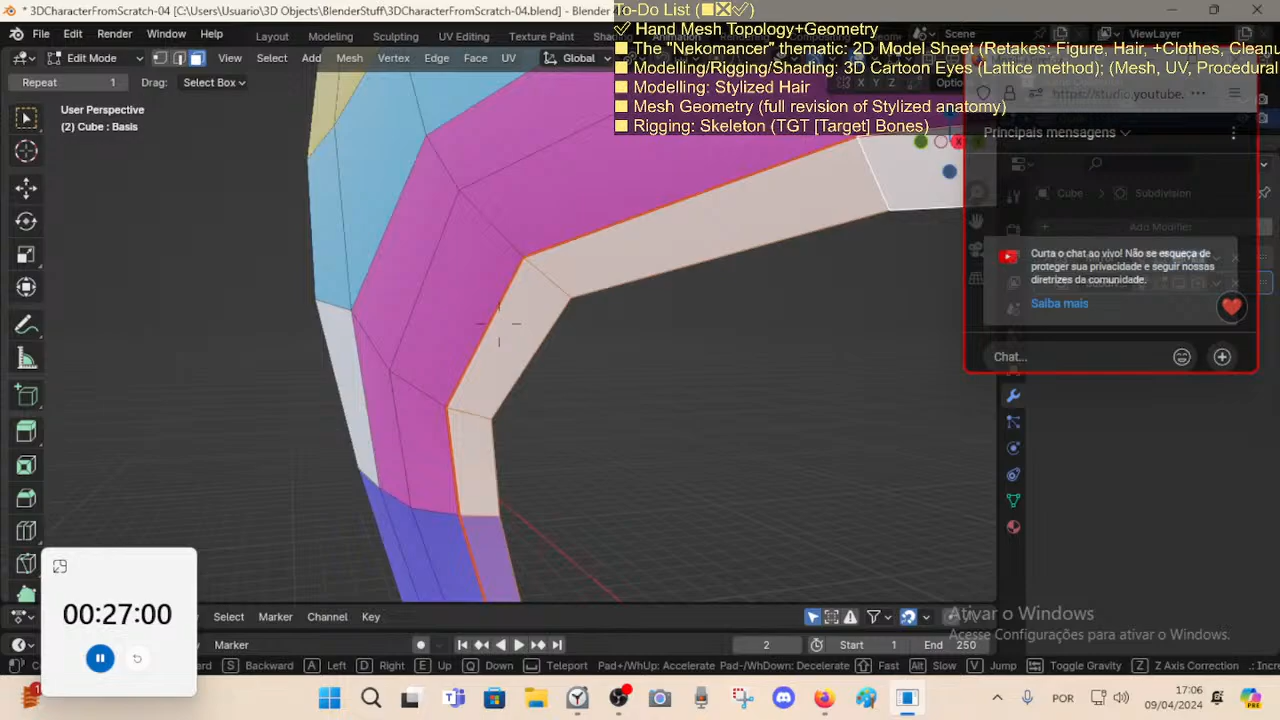 * 3DCharacterFromScratch-04 [C:\Users\Usuario\3D Objects\BlenderStuff\3DCharacterFromScratch-04.blend] - Blender
To-Do List (■☒✓)
✓ Hand Mesh Topology+Geometry
■ The "Nekomancer" thematic: 2D Model Sheet (Retakes: Figure, Hair, +Clothes, Cleanu
■ Modelling/Rigging/Shading: 3D Cartoon Eyes (Lattice method); (Mesh, UV, Procedural
■ Modelling: Stylized Hair
■ Mesh Geometry (full revision of Stylized anatomy)
■ Rigging: Skeleton (TGT [Target] Bones)
File Edit Render Window Help Layout Modeling Sculpting UV Editing Texture Paint
Scene ViewLayer
Edit Mode View Select Add Mesh Vertex Edge Face UV Global
Repeat 1 Drag: Select Box
X Y Z
https://studio.youtube.
User Perspective
(2) Cube : Basis
Principais mensagens
Cube > Subdivision
Add Modifier
Curta o chat ao vivo! Não se esqueça de
proteger sua privacidade e seguir nossas
diretrizes da comunidade.
Saiba mais
Chat...
00:27:00
Select Marker Channel Key
Ativar o Windows
Acesse Configurações para ativar o Windows.
Marker
2 Start 1 End 250
S Backward A Left D Right E Up Q Down Teleport Pad+/WhUp: Accelerate Pad-/WhDown: Decelerate Fast Alt Slow V Jump Toggle Gravity Z Z Axis Correction
POR
17:06
09/04/2024